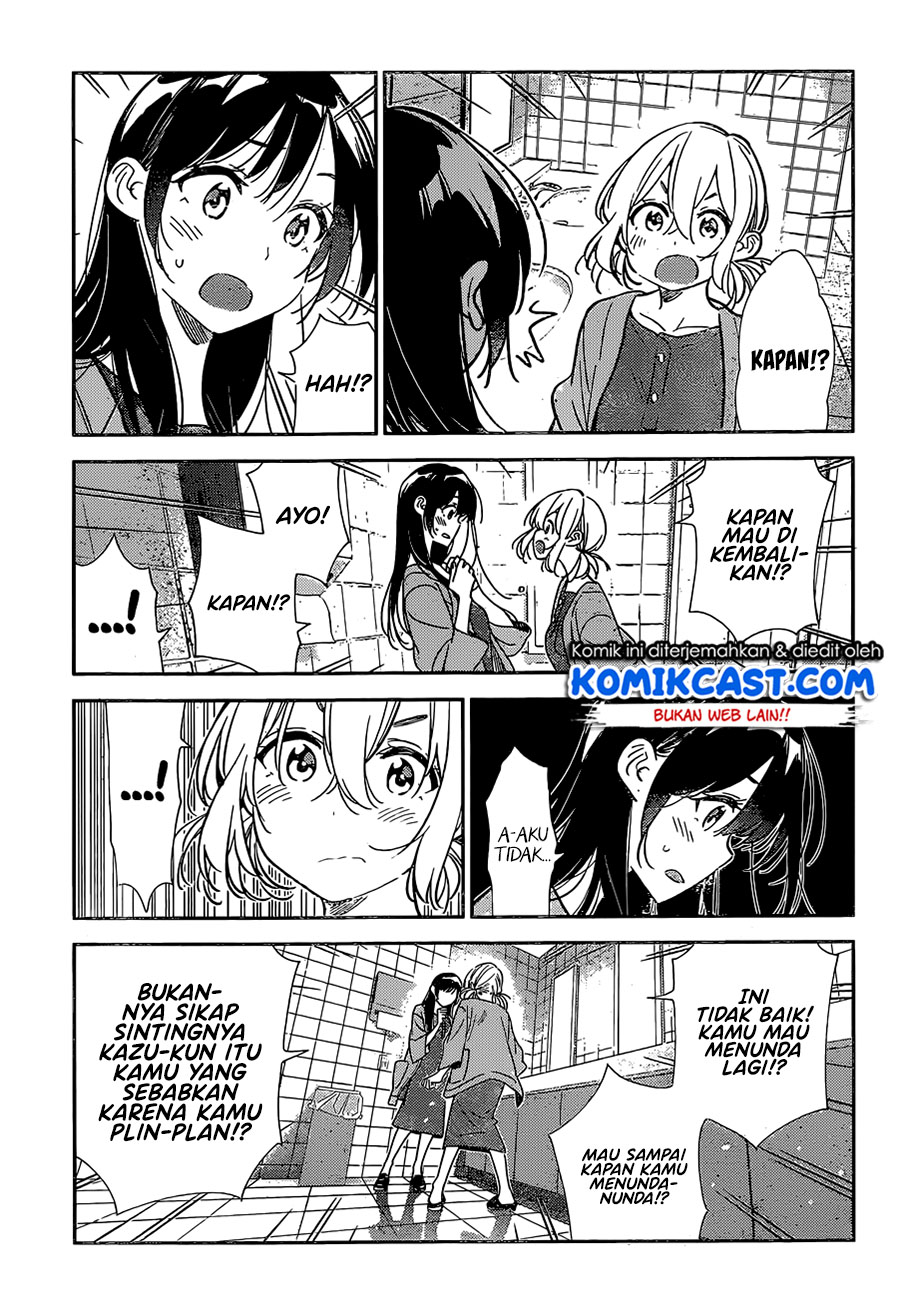 KAPAN!?
HAH!?
KAPAN
MAU DI
KEMBALI-
KAN!?
AYO!
KAPAN!?
...!
Komik ini diterjemahkan & diedit oleh
KOMIKCAST.COM
BUKAN WEB LAIN!!
A-AKU
TIDAK...
...!
INI
TIDAK BAIK!
KAMU MAU
MENUNDA
LAGI!?
MAU SAMPAI
KAPAN KAMU
MENUNDA-
NUNDA!?
BUKAN-
NYA SIKAP
SINTINGNYA
KAZU-KUN ITU
KAMU YANG
SEBABKAN
KARENA KAMU
PLIN-PLAN!?